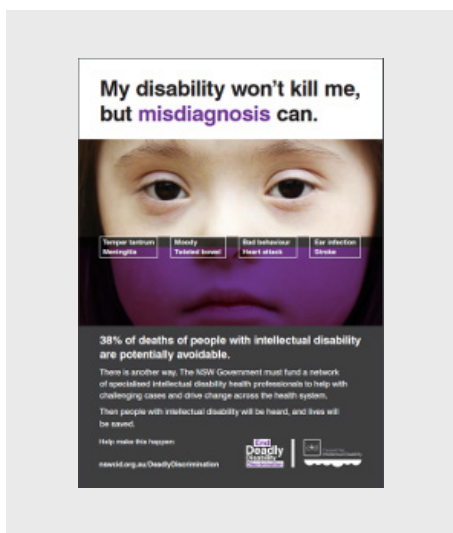 My disability won't kill me,
but misdiagnosis can.
Temper tantrum Moody Bad behaviour Ear infection
Meningitis Twisted bowel Heart attack Stroke
38% of deaths of people with intellectual disability
are potentially avoidable.
There is another way. The NSW Government must fund a network
of specialised intellectual disability health professionals to help with
challenging cases and drive change across the health system.
Then people with intellectual disability will be heard, and lives will
be saved.
Help make this happen:
nswcid.org.au/DeadlyDiscrimination
End
Deadly
Disability
Discrimination